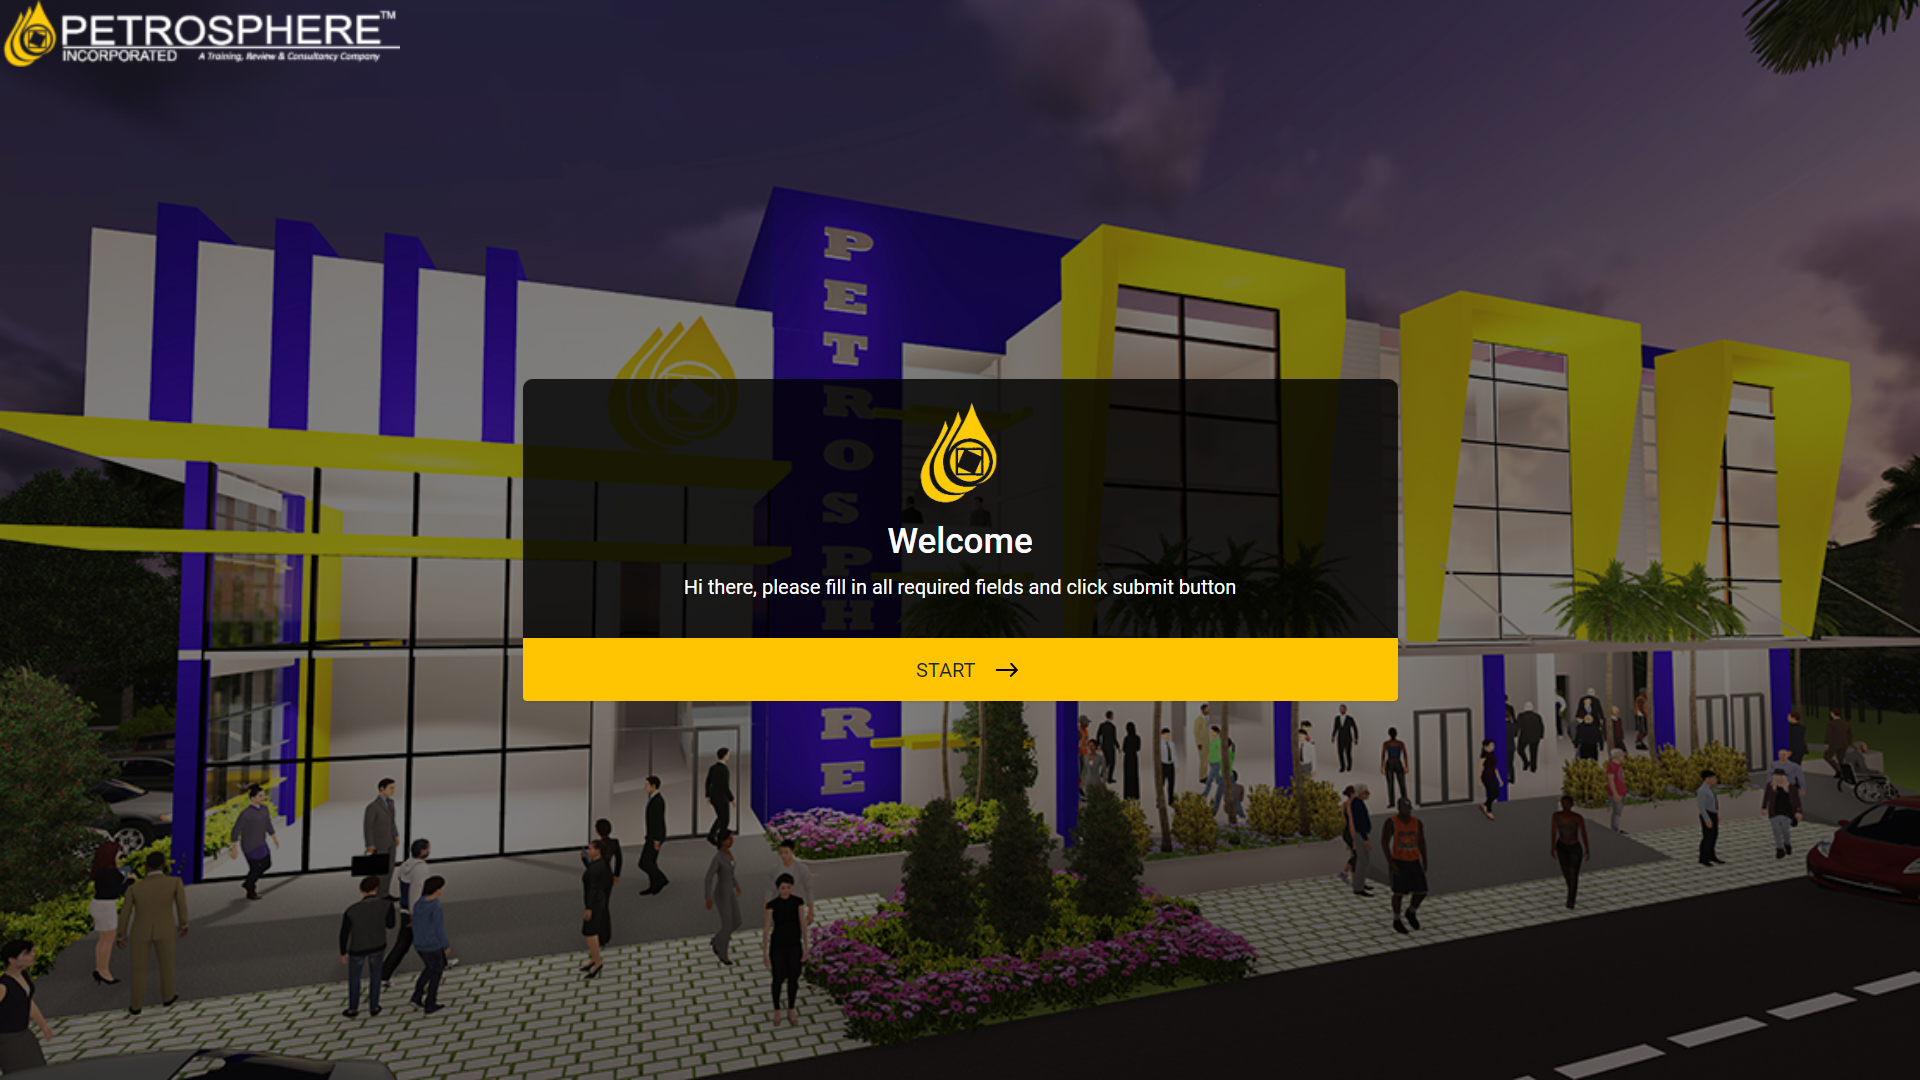 PETROSPHERE™
INCORPORATED A Training, Review & Consultancy Company
PETROSPHERE
Welcome
Hi there, please fill in all required fields and click submit button
START →